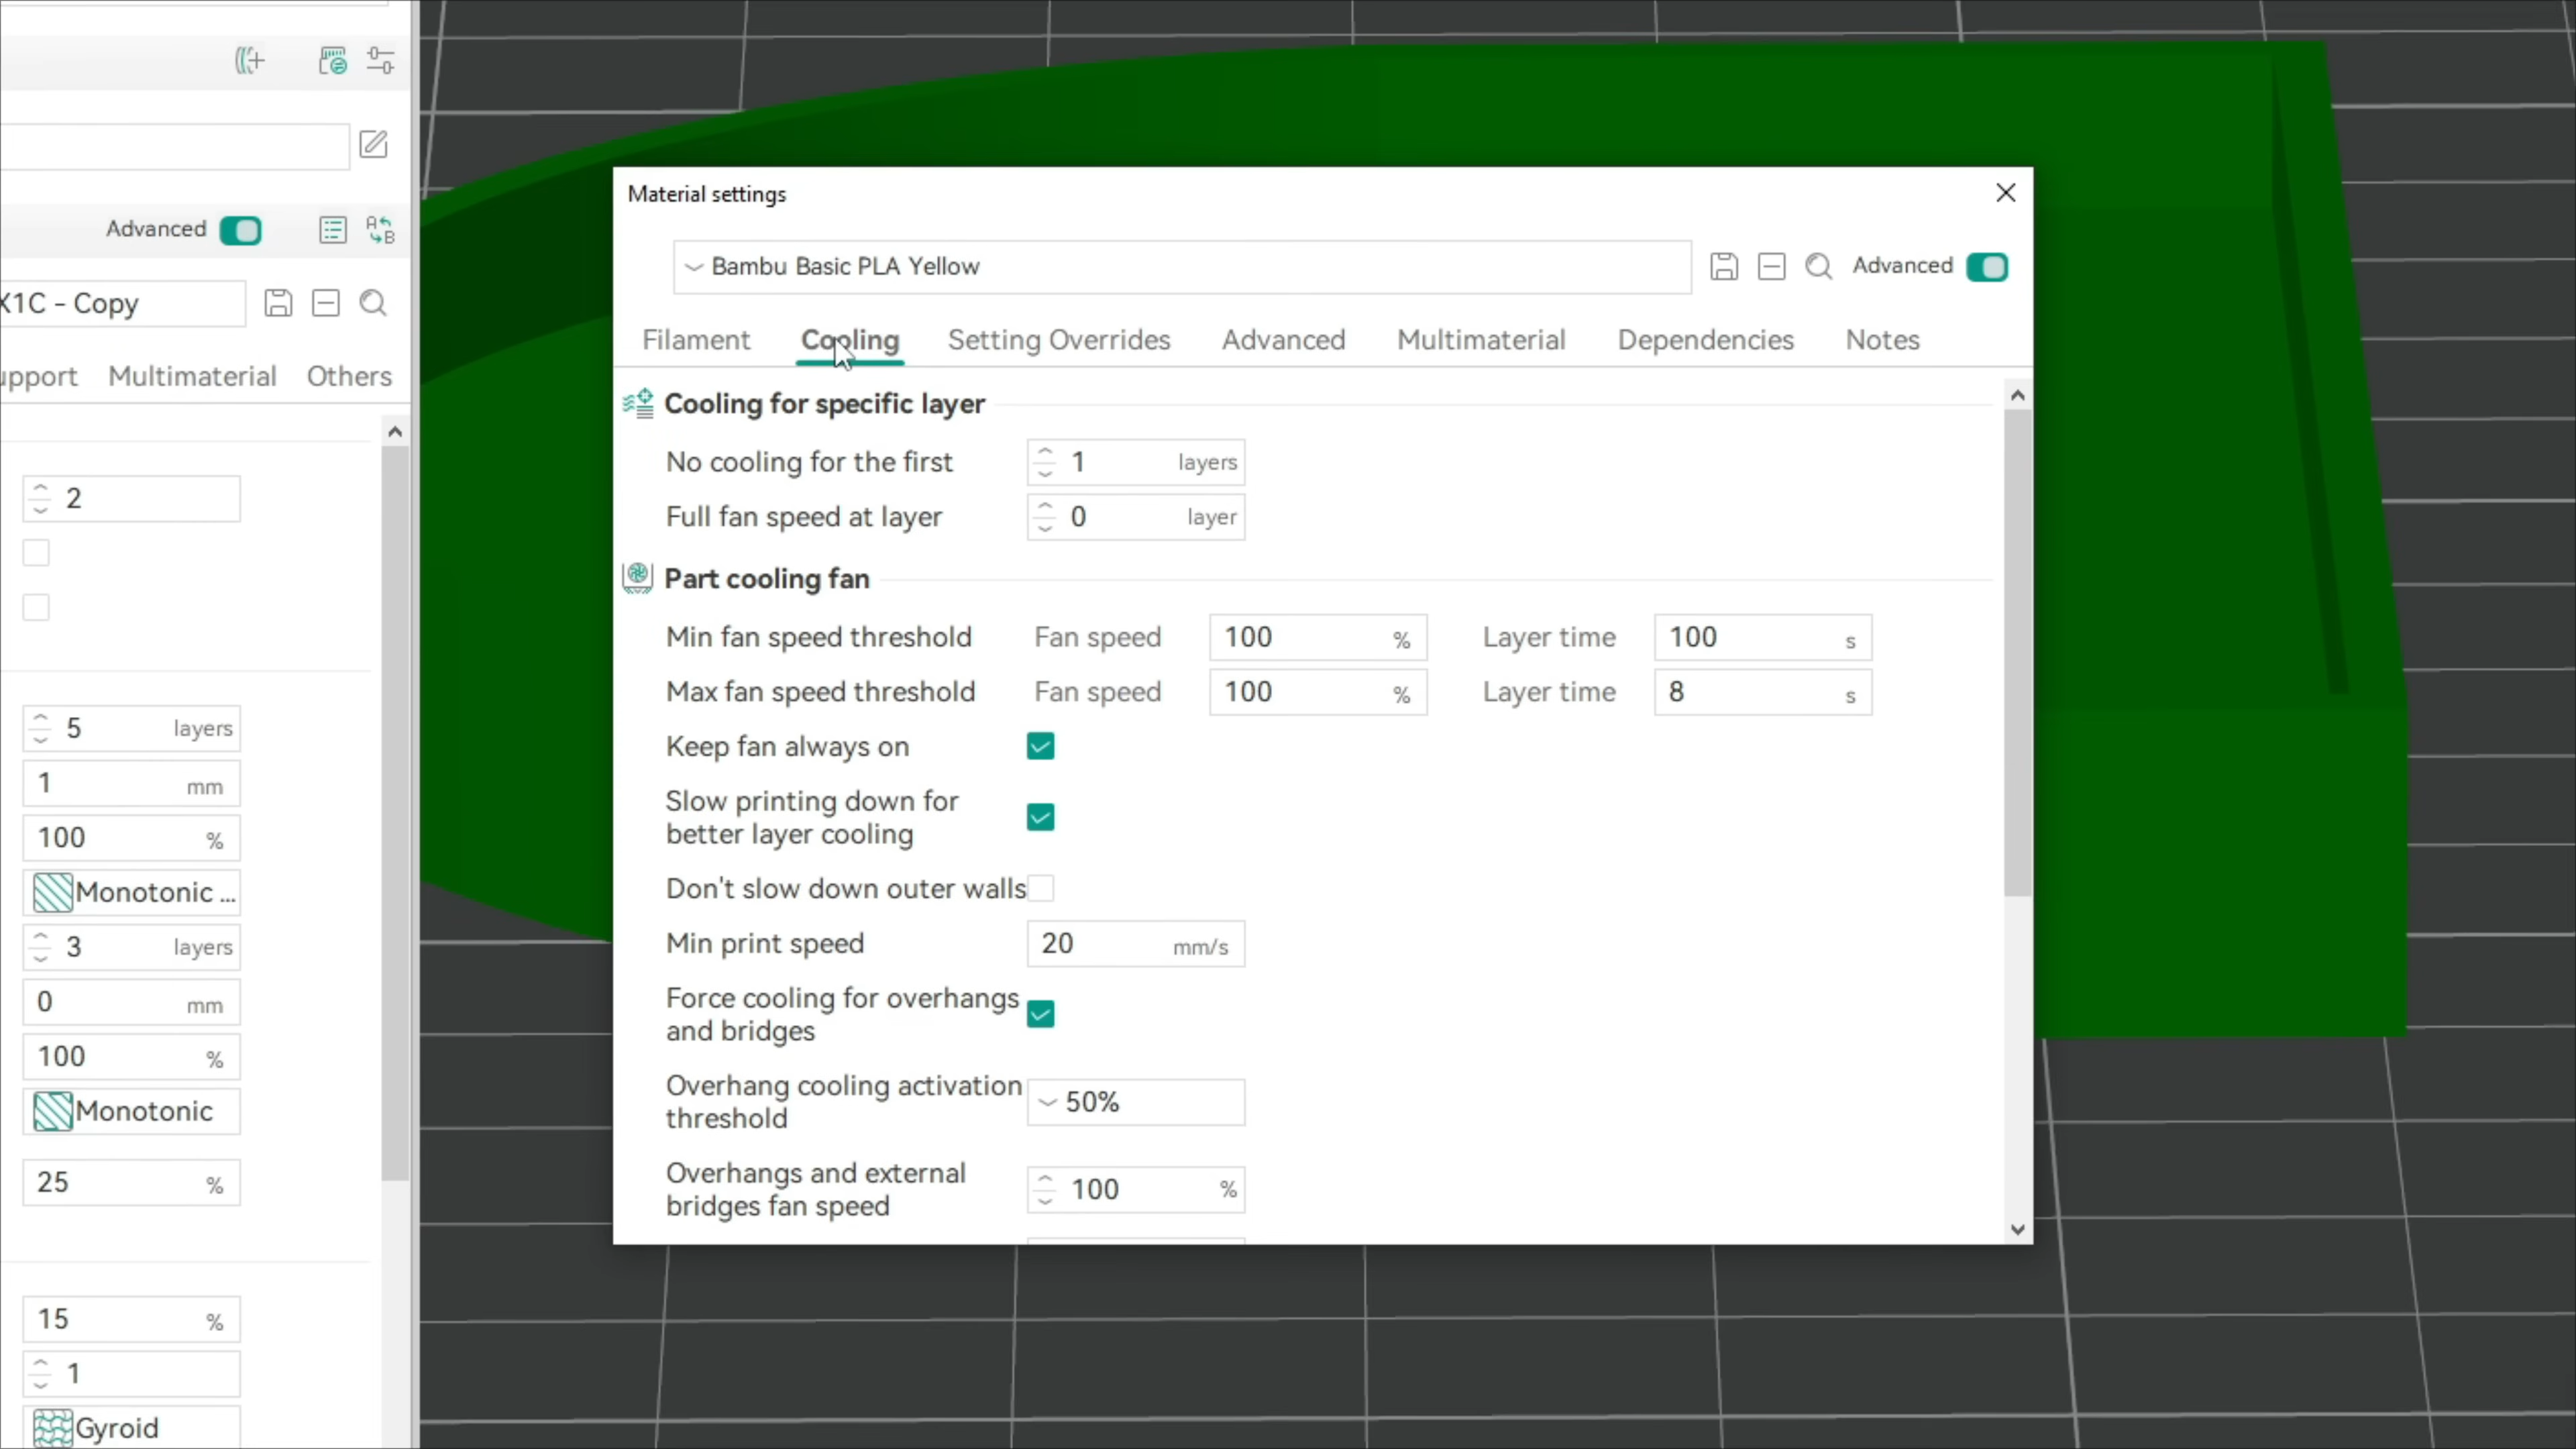 Advanced
X1C - Copy
upport Multimaterial Others
2
5 layers
1 mm
100 %
Monotonic ...
3 layers
0 mm
100 %
Monotonic
25 %
15 %
1
Gyroid
Material settings
Bambu Basic PLA Yellow Advanced
Filament Cooling Setting Overrides Advanced Multimaterial Dependencies Notes
Cooling for specific layer
No cooling for the first 1 layers
Full fan speed at layer 0 layer
Part cooling fan
Min fan speed threshold Fan speed 100 % Layer time 100 s
Max fan speed threshold Fan speed 100 % Layer time 8 s
Keep fan always on
Slow printing down for
better layer cooling
Don't slow down outer walls
Min print speed 20 mm/s
Force cooling for overhangs
and bridges
Overhang cooling activation
threshold 50%
Overhangs and external
bridges fan speed 100 %